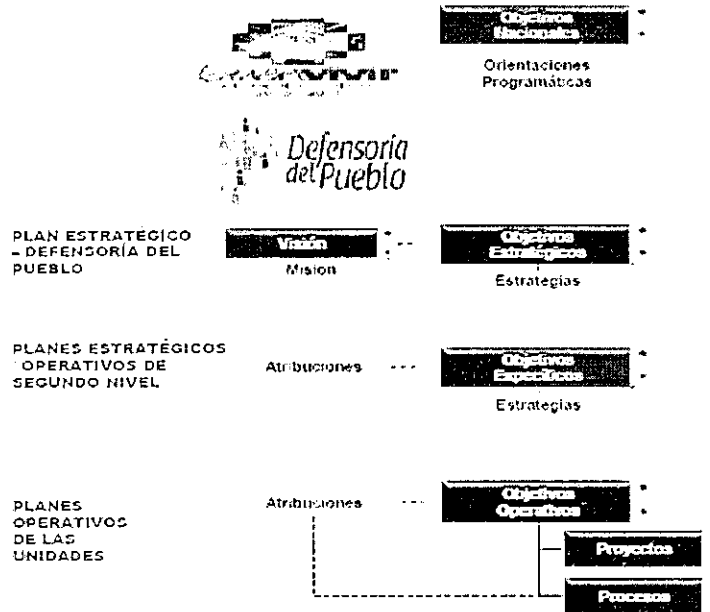 Objetivos
Nacionales
Orientaciones
Programáticas
Defensoría
del Pueblo
PLAN ESTRATÉGICO
– DEFENSORÍA DEL
PUEBLO
Visión
Mision
Objetivos
Estratégicos
Estrategias
PLANES ESTRATÉGICOS
OPERATIVOS DE
SEGUNDO NIVEL
Atribuciones
Objetivos
Específicos
Estrategias
PLANES
OPERATIVOS
DE LAS
UNIDADES
Atribuciones
Objetivos
Operativos
Proyectos
Procesos